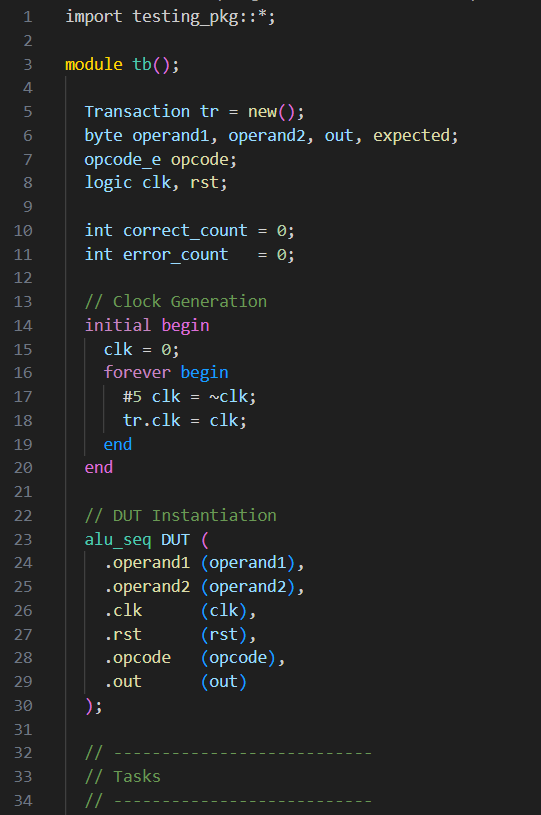 1 import testing_pkg::*;
2
3 module tb();
4
5 Transaction tr = new();
6 byte operand1, operand2, out, expected;
7 opcode_e opcode;
8 logic clk, rst;
9
10 int correct_count = 0;
11 int error_count   = 0;
12
13 // Clock Generation
14 initial begin
15 clk = 0;
16 forever begin
17 #5 clk = ~clk;
18 tr.clk = clk;
19 end
20 end
21
22 // DUT Instantiation
23 alu_seq DUT (
24 .operand1 (operand1),
25 .operand2 (operand2),
26 .clk      (clk),
27 .rst      (rst),
28 .opcode   (opcode),
29 .out      (out)
30 );
31
32 // ---------------------------
33 // Tasks
34 // ---------------------------